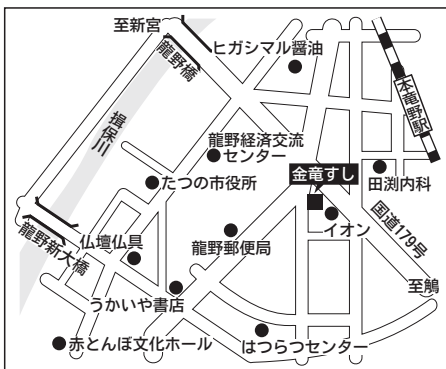 至新宮
龍野橋
ヒガシマル醤油
揖保川
本竜野駅
龍野経済交流
センター
金竜すし
田渕内科
たつの市役所
国道179号
イオン
龍野新大橋
仏壇仏具
龍野郵便局
至鵤
うかいや書店
赤とんぼ文化ホール
はつらつセンター